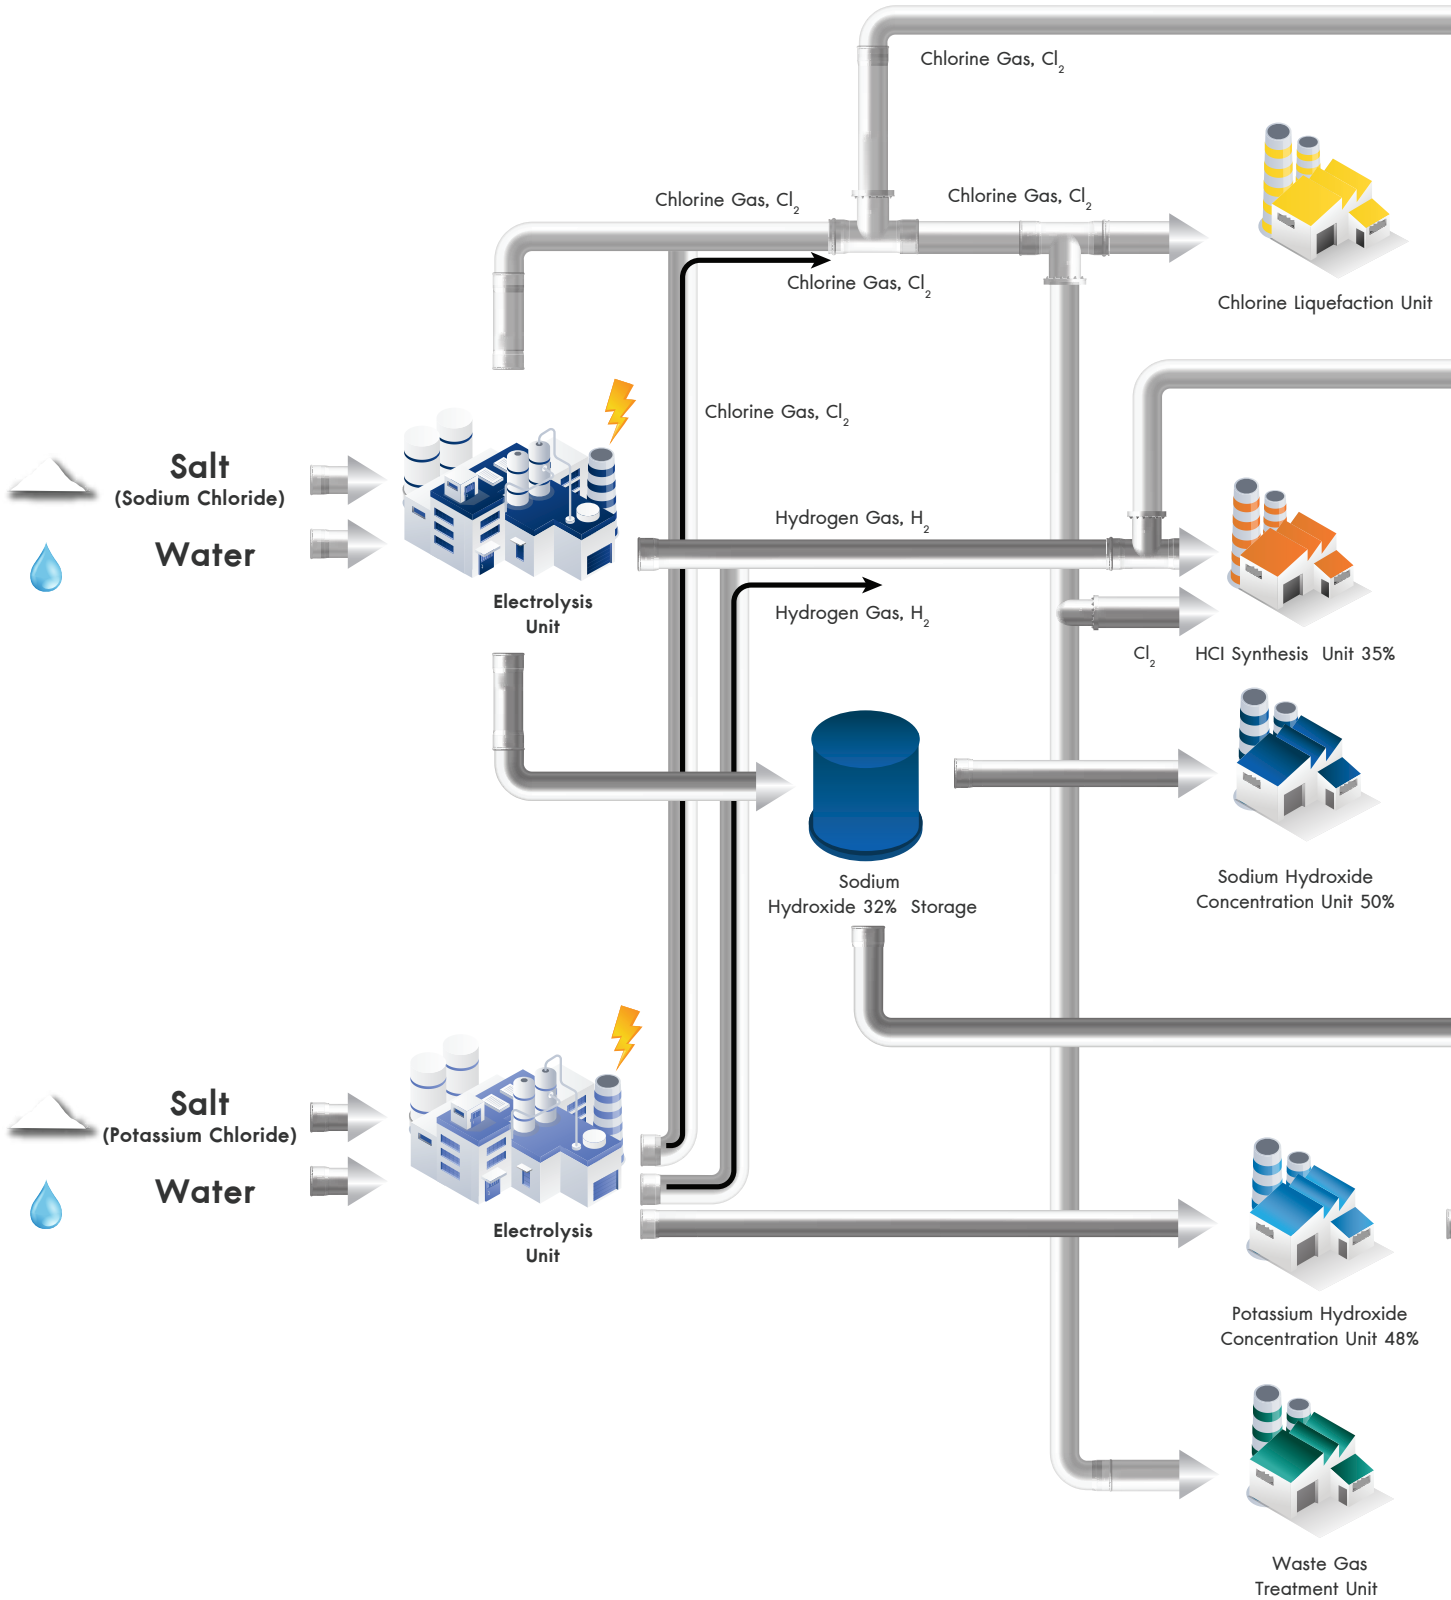 Chlorine Gas, Cl₂
Chlorine Gas, Cl₂
Chlorine Gas, Cl₂
Chlorine Gas, Cl₂
Chlorine Liquefaction Unit
Chlorine Gas, Cl₂
Salt
(Sodium Chloride)
Water
Electrolysis
Unit
Hydrogen Gas, H₂
Hydrogen Gas, H₂
Cl₂
HCl Synthesis Unit 35%
Sodium
Hydroxide 32% Storage
Sodium Hydroxide
Concentration Unit 50%
Salt
(Potassium Chloride)
Water
Electrolysis
Unit
Potassium Hydroxide
Concentration Unit 48%
Waste Gas
Treatment Unit